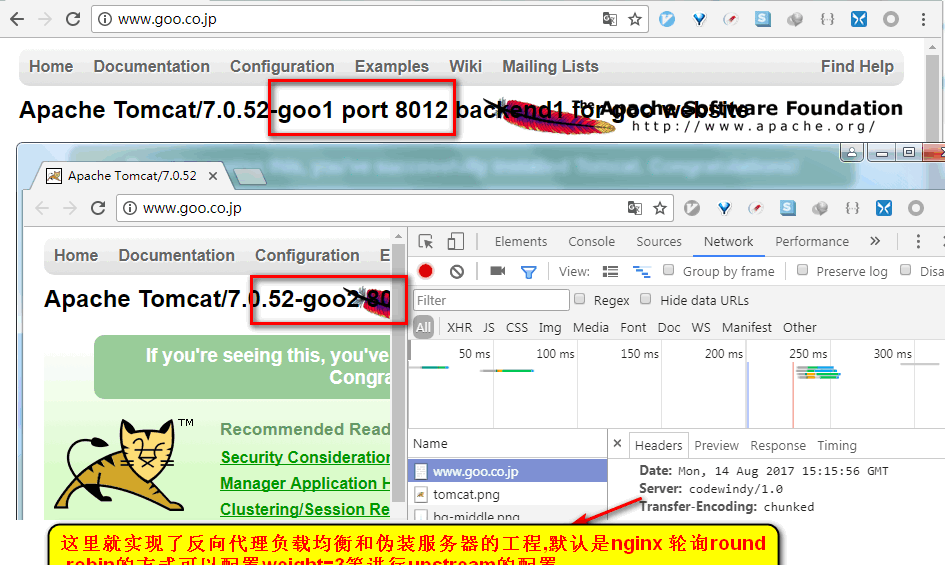 www.goo.co.jp
Home Documentation Configuration Examples Wiki Mailing Lists Find Help
Apache Tomcat/7.0.52-goo1 port 8012 backend1 for goo website
The Apache Software Foundation
http://www.apache.org/
Apache Tomcat/7.0.52
www.goo.co.jp
Home Documentation Configuration E
Apache Tomcat/7.0.52-goo2 80
If you're seeing this, you've
Congra
TM
Recommended Read
Security Consideration
Manager Application H
Clustering/Session Re
Elements Console Sources Network Performance
View: Group by frame Preserve log Disa
Filter Regex Hide data URLs
All XHR JS CSS Img Media Font Doc WS Manifest Other
50 ms 100 ms 150 ms 200 ms 250 ms 300 ms
Name
www.goo.co.jp
tomcat.png
bg-middle.png
Headers Preview Response Timing
Date: Mon, 14 Aug 2017 15:15:56 GMT
Server: codewindy/1.0
Transfer-Encoding: chunked
这里就实现了反向代理负载均衡和伪装服务器的工程,默认是nginx 轮询round
robin的方式可以配置weight=2等进行upstream的配置